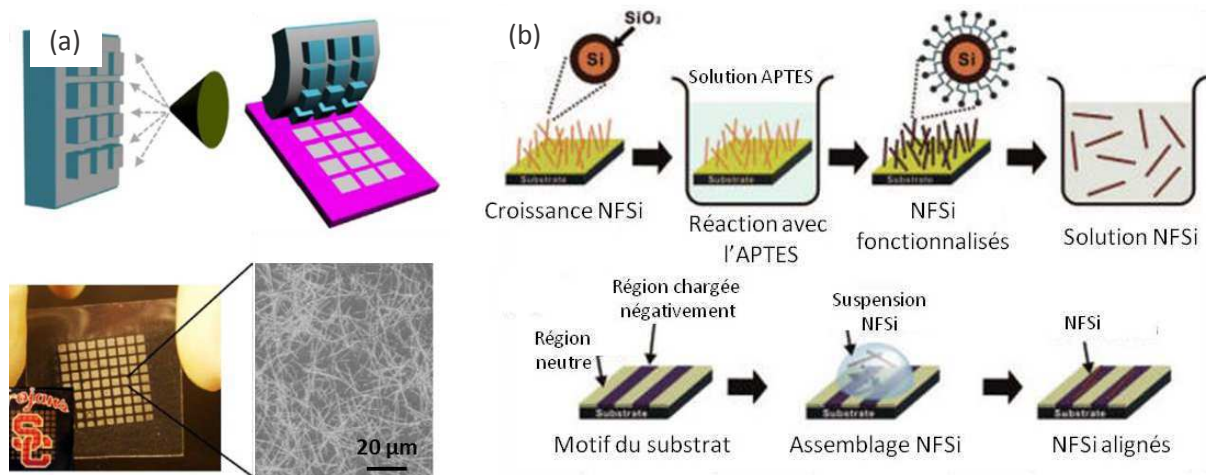 (a)
Trojans
SC
20 µm
(b)
SiO₂
Si
Solution APTES
Si
Substrate
Substrate
Substrate
Croissance NFSi
Réaction avec
l'APTES
NFSi
fonctionnalisés
Solution NFSi
Région chargée
négativement
Région
neutre
Suspension
NFSi
NFSi
Substrate
Substrate
Substrate
Motif du substrat
Assemblage NFSi
NFSi alignés